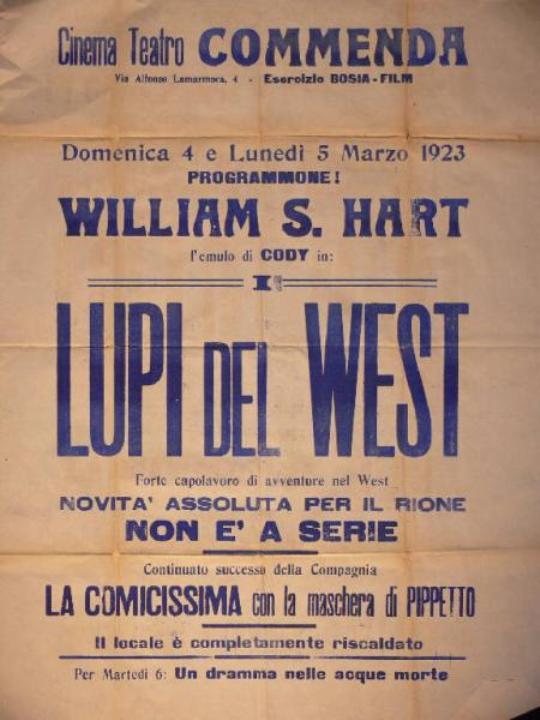 Cinema Teatro COMMENDA
Via Alfonso Lamarmora, 4 - Esercizio BOSIA-FILM
Domenica 4 e Lunedì 5 Marzo 1923
PROGRAMMONE!
WILLIAM S. HART
l'emulo di CODY in:
I
LUPI DEL WEST
Forte capolavoro di avventure nel West
NOVITA' ASSOLUTA PER IL RIONE
NON E' A SERIE
Continuato successo della Compagnia
LA COMICISSIMA con la maschera di PIPPETTO
Il locale è completamente riscaldato
Per Martedì 6: Un dramma nelle acque morte